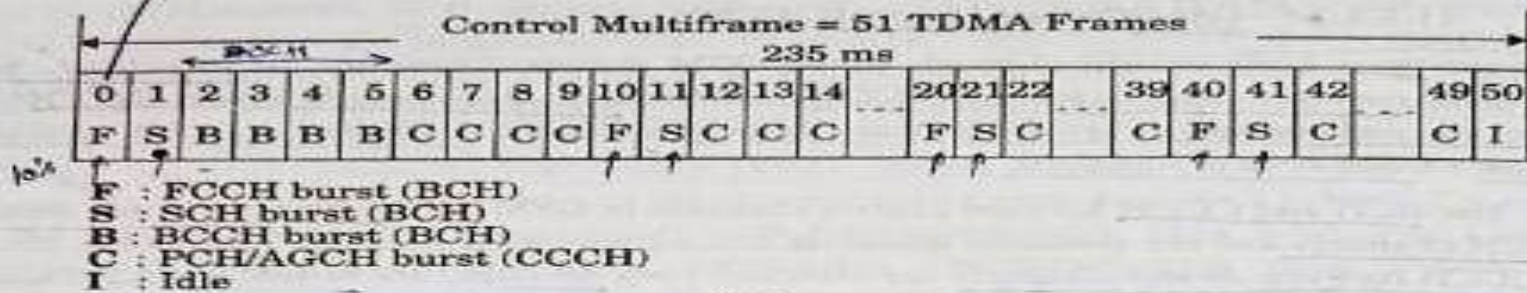 Control Multiframe = 51 TDMA Frames
235 ms
0 1 2 3 4 5 6 7 8 9 10 11 12 13 14 ---- 20 21 22 ---- 39 40 41 42 ---- 49 50
F S B B B B C C C C F S C C C F S C C F S C C I
F : FCCH burst (BCH)
S : SCH burst (BCH)
B : BCCH burst (BCH)
C : PCH/AGCH burst (CCCH)
I : Idle